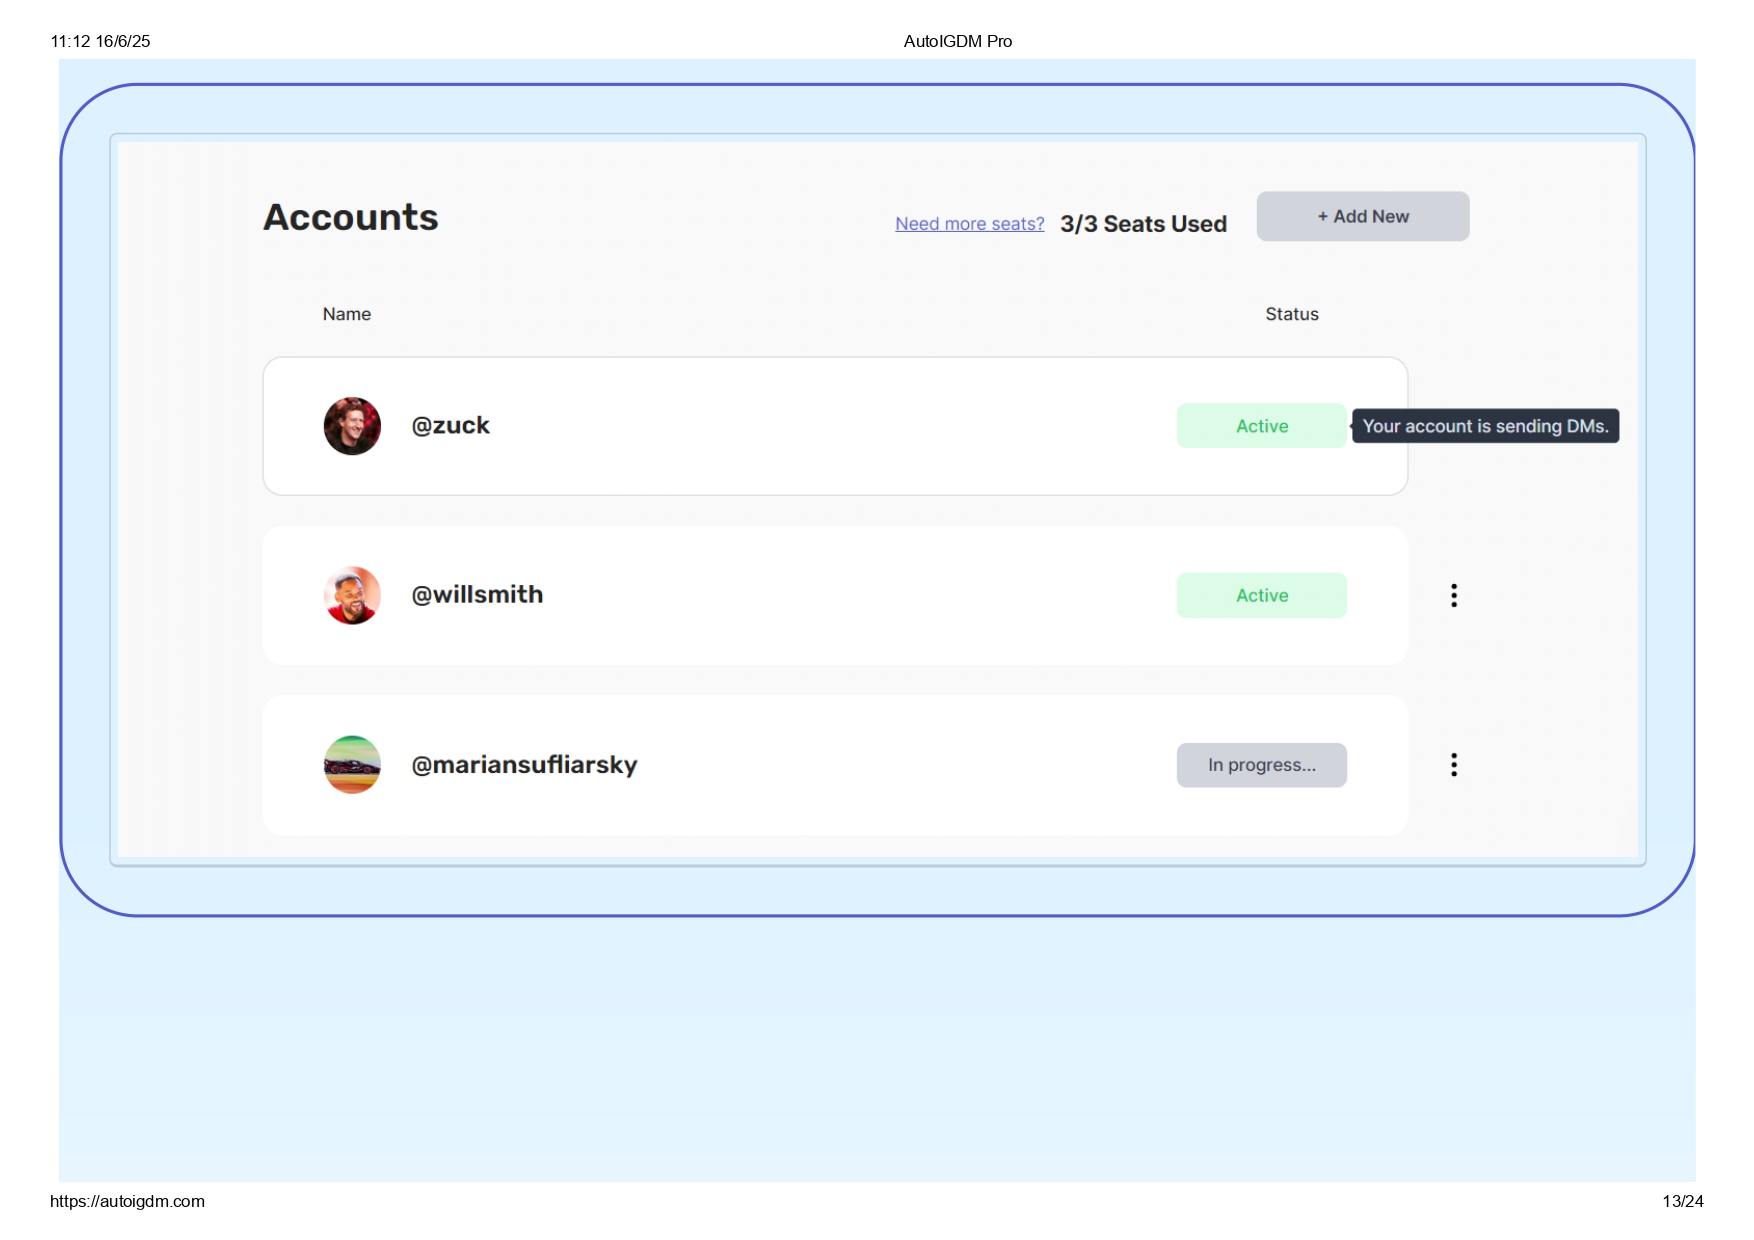 11:12 16/6/25
AutoIGDM Pro
Accounts
Need more seats? 3/3 Seats Used
+ Add New
Name
Status
@zuck
Active
Your account is sending DMs.
@willsmith
Active
@mariansufliarsky
In progress...
https://autoigdm.com
13/24